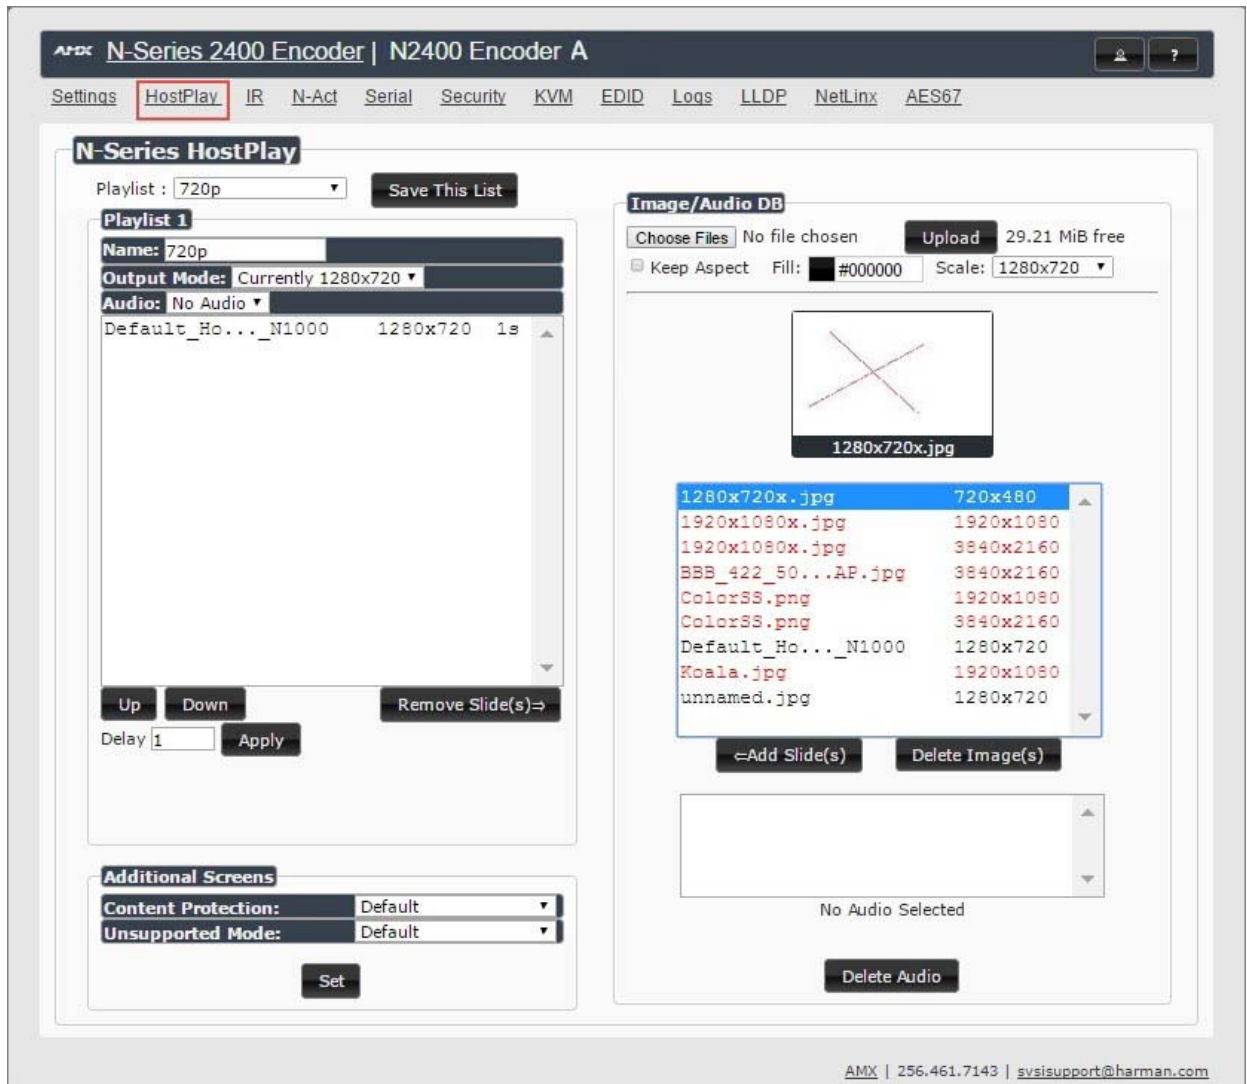 AMX N-Series 2400 Encoder | N2400 Encoder A
?
Settings HostPlay IR N-Act Serial Security KVM EDID Logs LLDP NetLinx AES67
N-Series HostPlay
Playlist : 720p Save This List
Playlist 1
Name: 720p
Output Mode: Currently 1280x720
Audio: No Audio
Default_Ho..._N1000 1280x720 1s
Up Down Remove Slide(s)⇒
Delay 1 Apply
Additional Screens
Content Protection: Default
Unsupported Mode: Default
Set
Image/Audio DB
Choose Files No file chosen Upload 29.21 MiB free
Keep Aspect Fill: #000000 Scale: 1280x720
1280x720x.jpg
1280x720x.jpg 720x480
1920x1080x.jpg 1920x1080
1920x1080x.jpg 3840x2160
BBB_422_50...AP.jpg 3840x2160
ColorSS.png 1920x1080
ColorSS.png 3840x2160
Default_Ho..._N1000 1280x720
Koala.jpg 1920x1080
unnamed.jpg 1280x720
⇐Add Slide(s) Delete Image(s)
No Audio Selected
Delete Audio
AMX | 256.461.7143 | svsisupport@harman.com